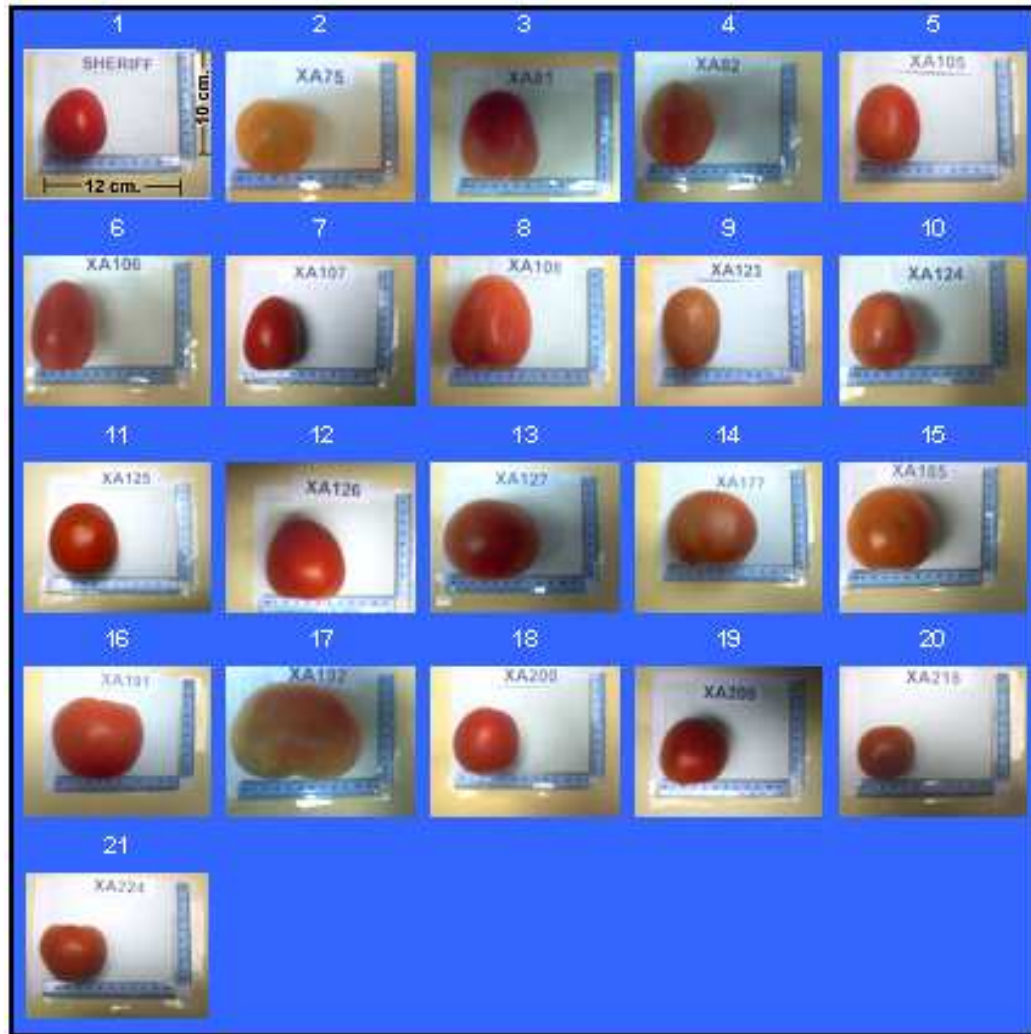 1 2 3 4 5
SHERIFF XA75 XA81 XA82 XA105
10 cm.
12 cm.
6 7 8 9 10
XA106 XA107 XA108 XA123 XA124
11 12 13 14 15
XA125 XA126 XA127 XA177 XA185
16 17 18 19 20
XA191 XA192 XA200 XA218
21
XA224